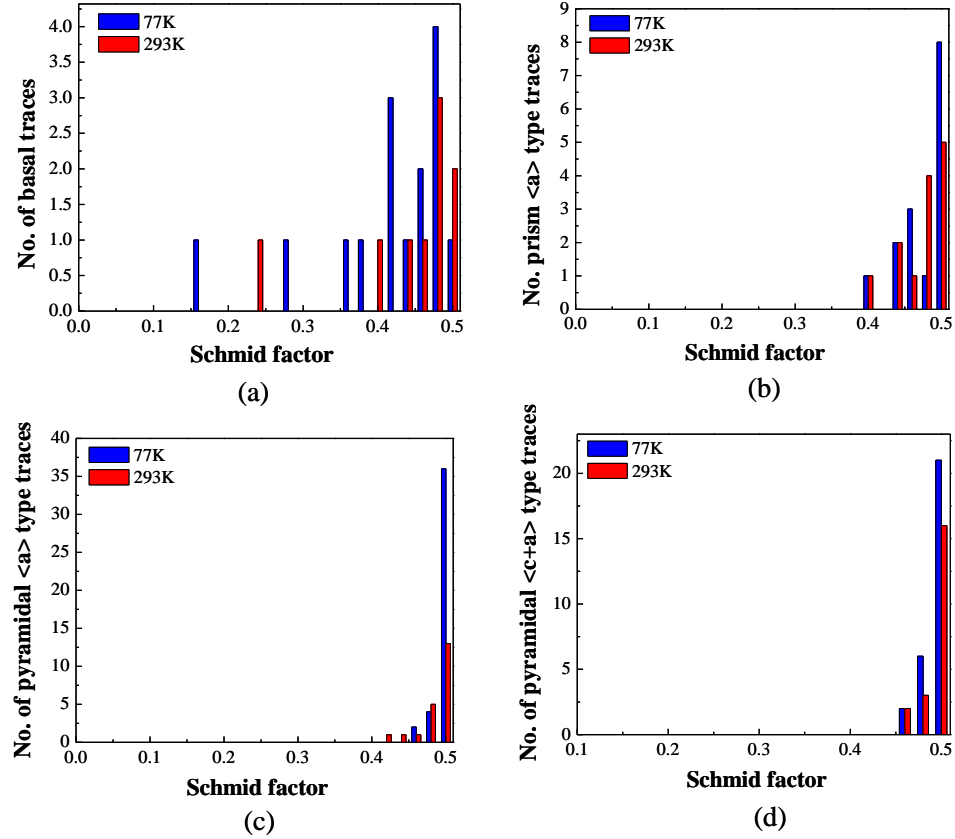 77K
293K
No. of basal traces
4.0
3.5
3.0
2.5
2.0
1.5
1.0
0.5
0.0
0.0 0.1 0.2 0.3 0.4 0.5
Schmid factor
(a)
77K
293K
No. prism <a> type traces
9
8
7
6
5
4
3
2
1
0
0.0 0.1 0.2 0.3 0.4 0.5
Schmid factor
(b)
77K
293K
No. of pyramidal <a> type traces
40
35
30
25
20
15
10
5
0
0.0 0.1 0.2 0.3 0.4 0.5
Schmid factor
(c)
77K
293K
No. of pyramidal <c+a> type traces
20
15
10
5
0
0.1 0.2 0.3 0.4 0.5
Schmid factor
(d)